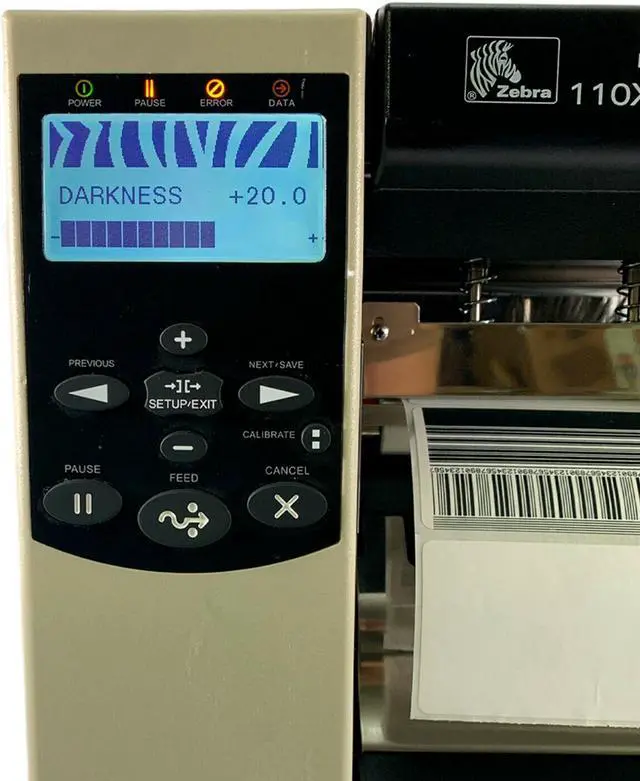 POWER PAUSE ERROR DATA
DARKNESS +20.0
- +
PREVIOUS
NEXT/SAVE
SETUP/EXIT
CALIBRATE
PAUSE
FEED
CANCEL
® Zebra
110X